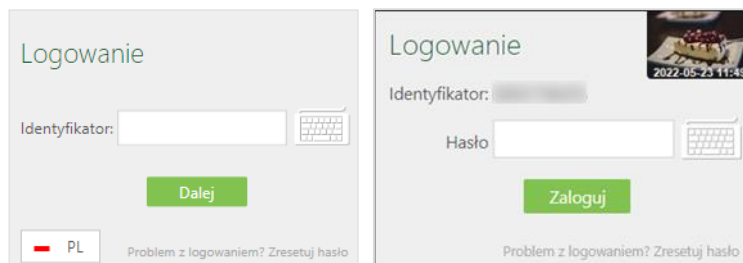 Logowanie
Identyfikator:
Dalej
PL
Problem z logowaniem? Zresetuj hasło
Logowanie
2022-05-23 11:45
Identyfikator:
Hasło
Zaloguj
Problem z logowaniem? Zresetuj hasło